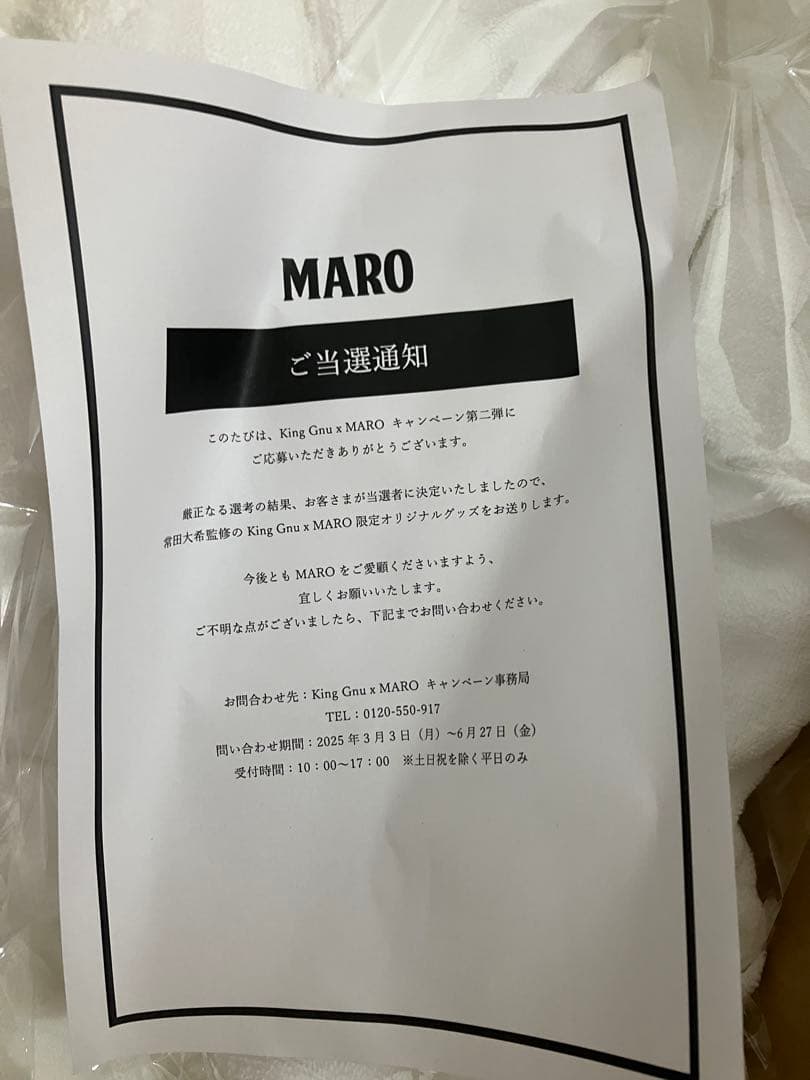 MARO
ご当選通知
このたびは、King Gnu x MARO キャンペーン第二弾に
ご応募いただきありがとうございます。
厳正なる選考の結果、お客さまが当選者に決定いたしましたので、
常田大希監修の King Gnu x MARO 限定オリジナルグッズをお送りします。
今後とも MARO をご愛顧くださいますよう、
宜しくお願いいたします。
ご不明な点がございましたら、下記までお問い合わせください。
お問合わせ先：King Gnu x MARO キャンペーン事務局
TEL：0120-550-917
問い合わせ期間：2025 年 3 月 3 日（月）~6 月 27 日（金）
受付時間：10：00～17：00 ※土日祝を除く平日のみ